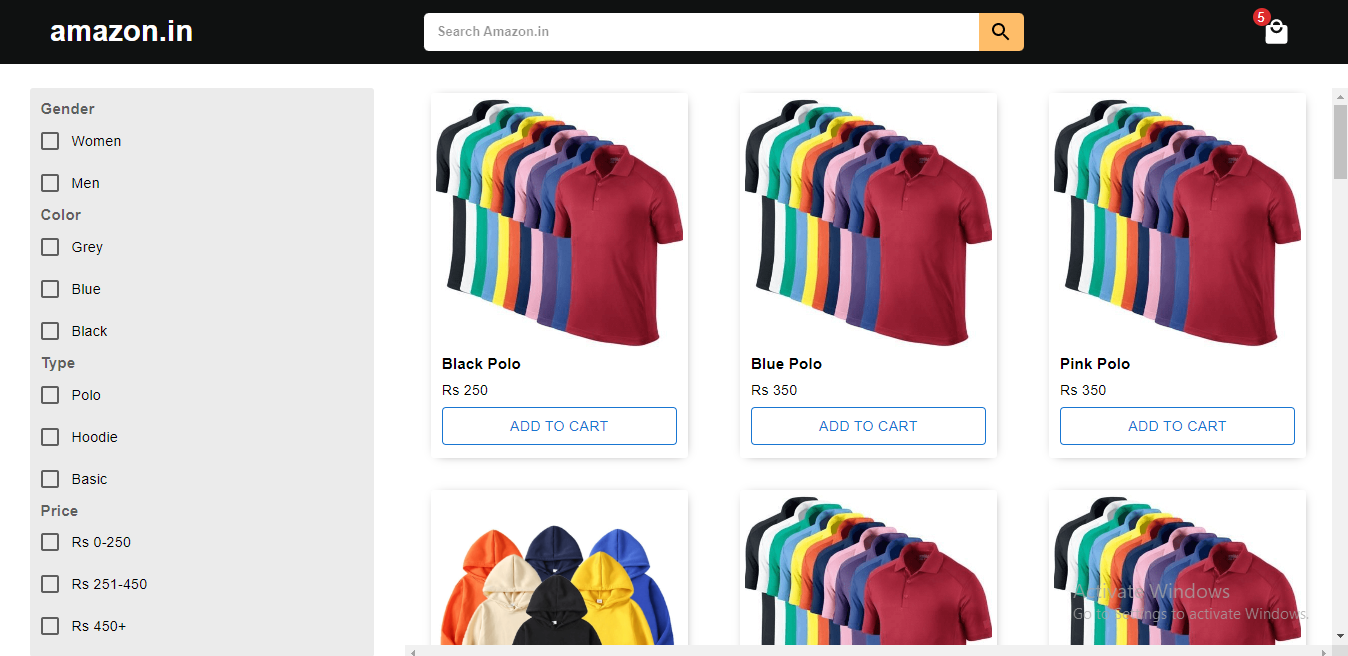 amazon.in
Search Amazon.in
5
Gender
Women
Men
Color
Grey
Blue
Black
Type
Polo
Hoodie
Basic
Price
Rs 0-250
Rs 251-450
Rs 450+
Black Polo
Rs 250
ADD TO CART
Blue Polo
Rs 350
ADD TO CART
Pink Polo
Rs 350
ADD TO CART
Activate Windows
Go to Settings to activate Windows.